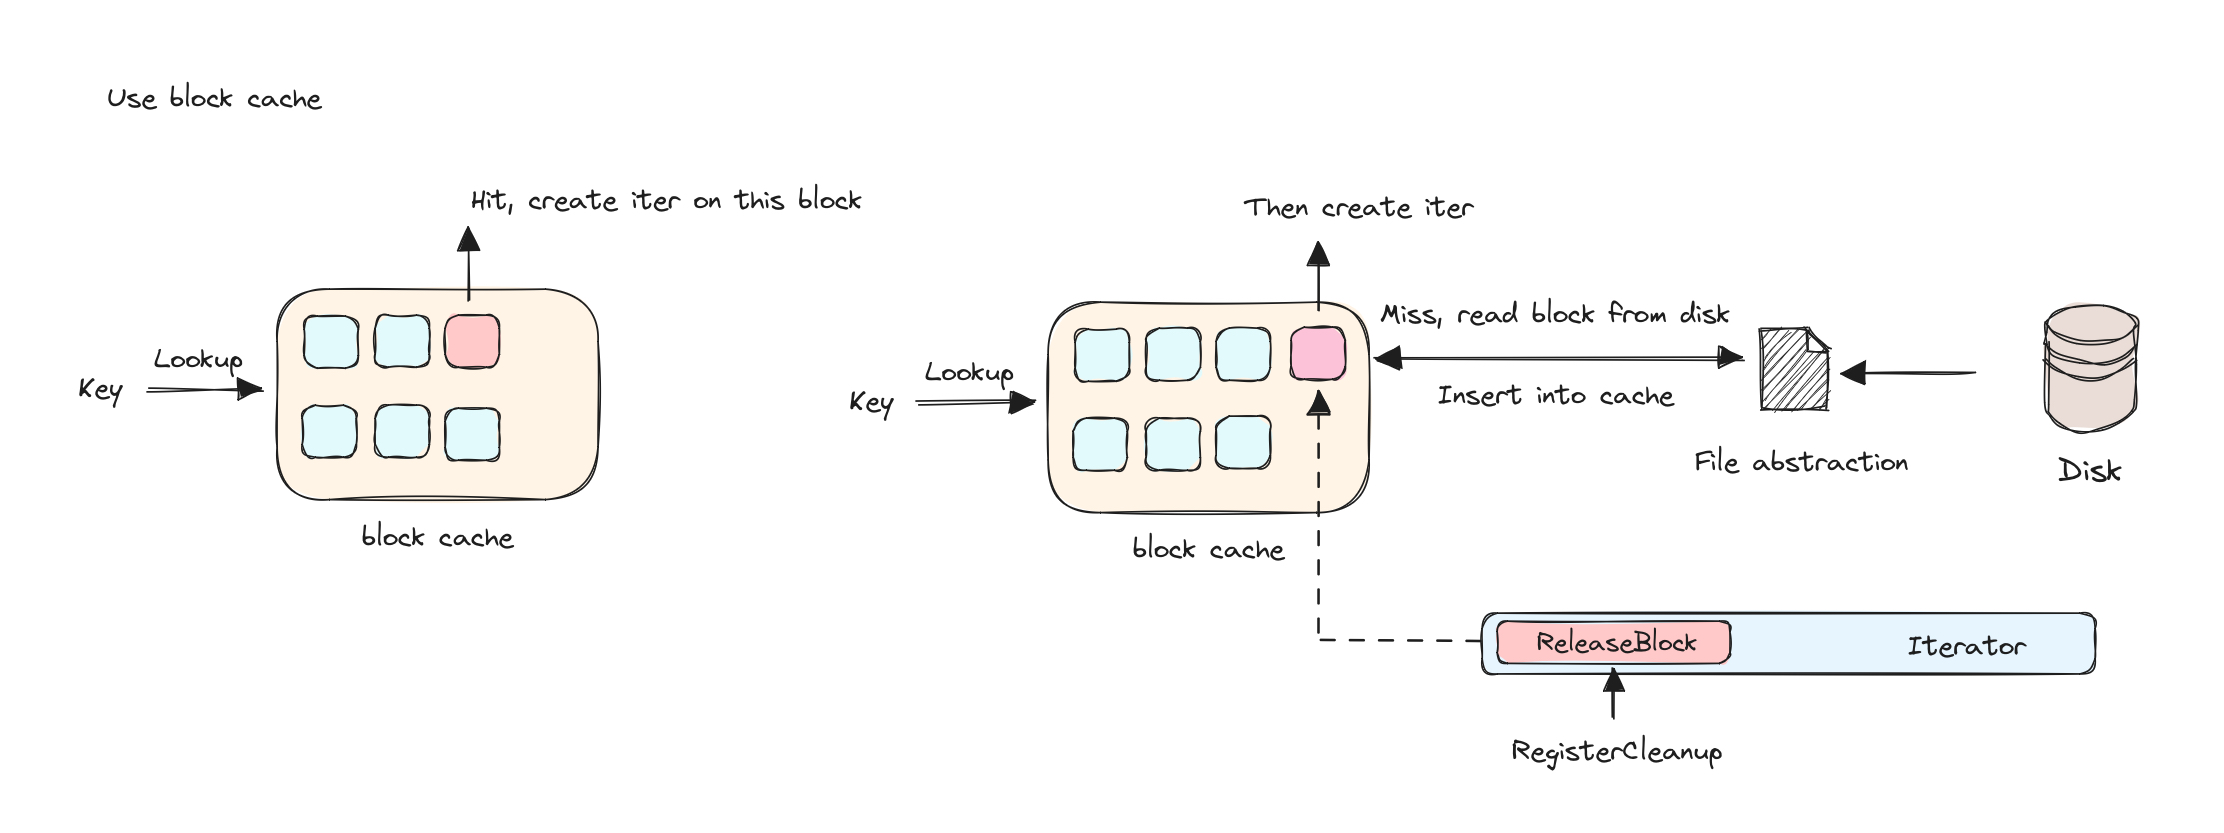 Use block cache
Hit, create iter on this block
Lookup
Key
block cache
Then create iter
Miss, read block from disk
Lookup
Key
Insert into cache
block cache
File abstraction
Disk
ReleaseBlock
Iterator
RegisterCleanup